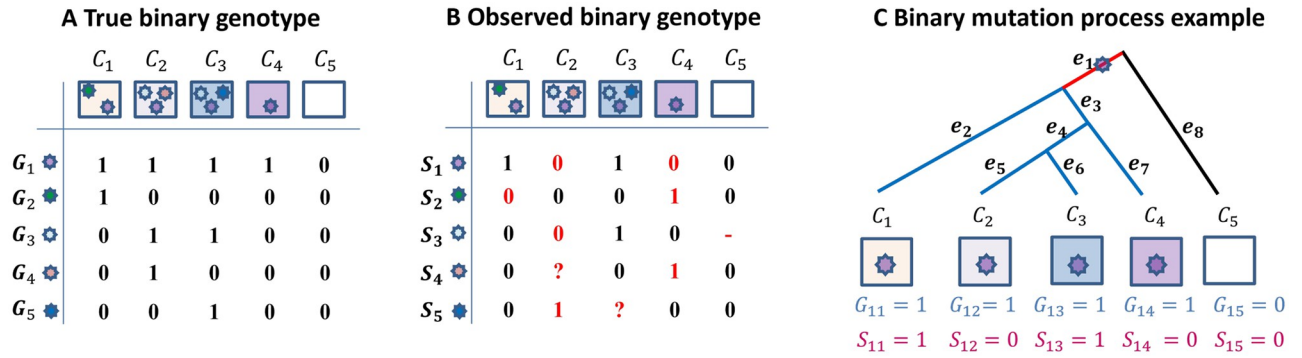 A True binary genotype
C₁ C₂ C₃ C₄ C₅
G₁ 1 1 1 1 0
G₂ 1 0 0 0 0
G₃ 0 1 1 0 0
G₄ 0 1 0 0 0
G₅ 0 0 1 0 0
B Observed binary genotype
C₁ C₂ C₃ C₄ C₅
S₁ 1 0 1 0 0
S₂ 0 0 0 1 0
S₃ 0 0 1 0 -
S₄ 0 ? 0 1 0
S₅ 0 1 ? 0 0
C Binary mutation process example
e₁
e₃
e₂ e₄ e₈
e₅ e₆ e₇
C₁ C₂ C₃ C₄ C₅
G₁₁ = 1 G₁₂= 1 G₁₃ = 1 G₁₄ = 1 G₁₅ = 0
S₁₁ = 1 S₁₂ = 0 S₁₃ = 1 S₁₄ = 0 S₁₅ = 0